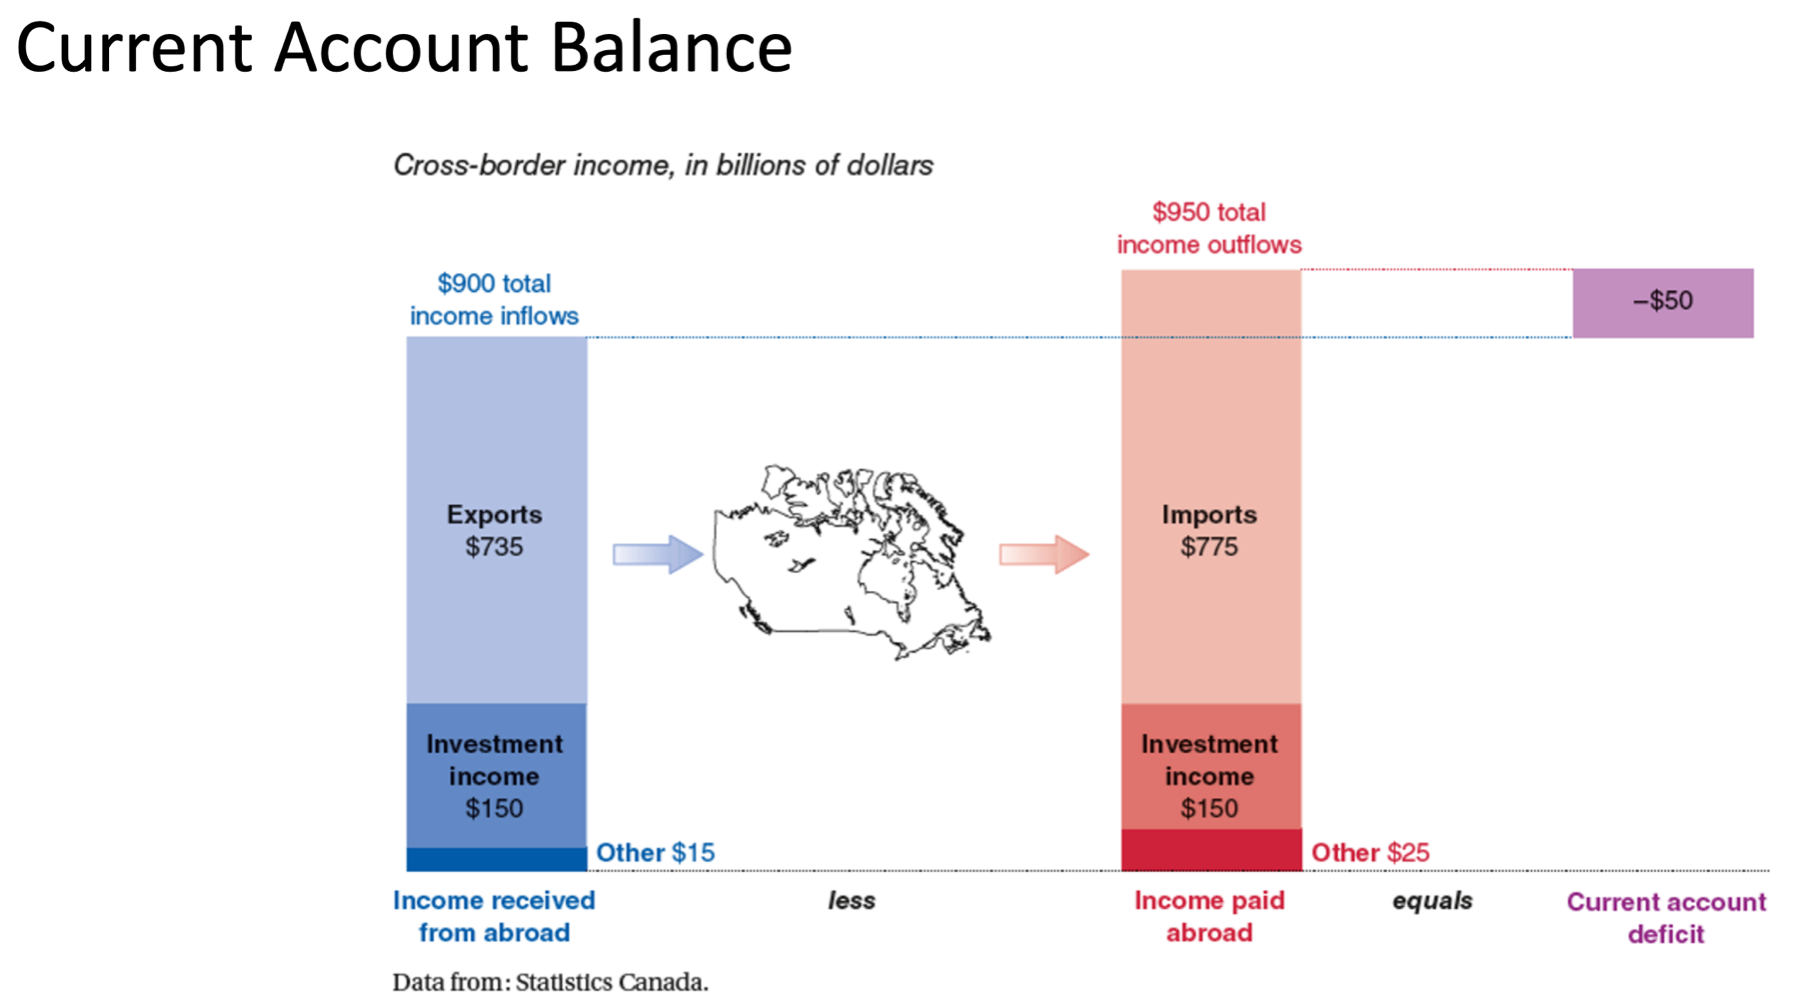 Current Account Balance
Cross-border income, in billions of dollars
$900 total
income inflows
$950 total
income outflows
–$50
Exports
$735
Imports
$775
Investment
income
$150
Investment
income
$150
Other $15
Other $25
Income received
from abroad
less
Income paid
abroad
equals
Current account
deficit
Data from: Statistics Canada.